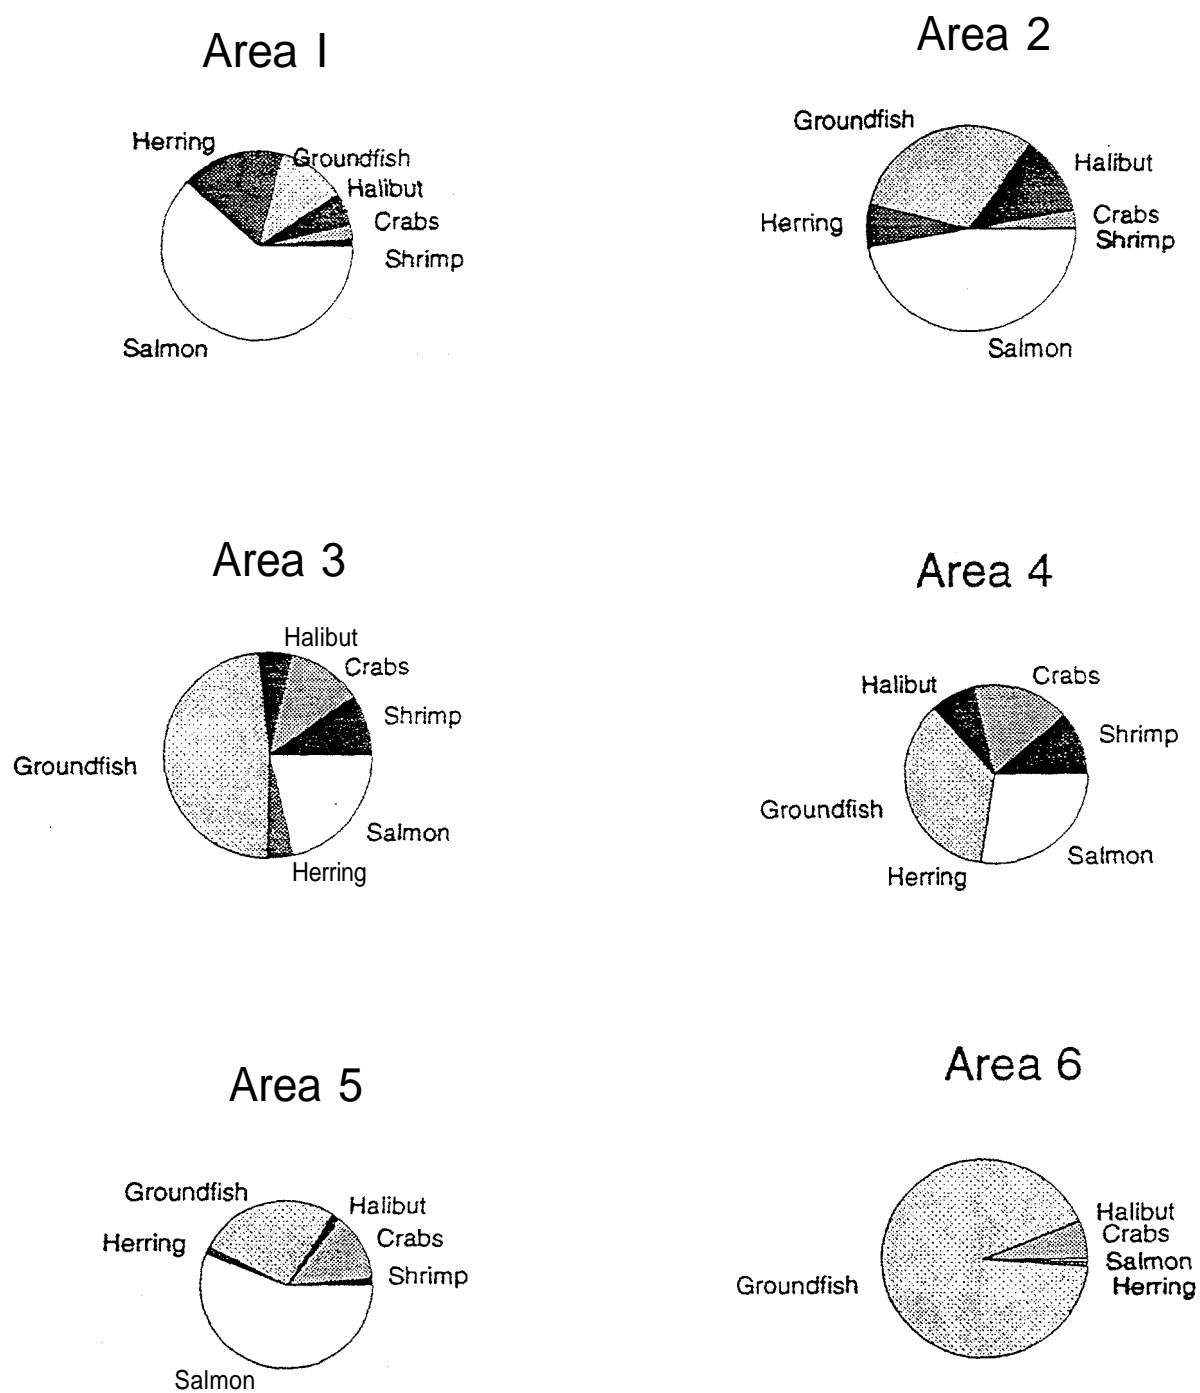 Area I
Herring
Groundfish
Halibut
Crabs
Shrimp
Salmon
Area 2
Groundfish
Halibut
Herring
Crabs
Shrimp
Salmon
Area 3
Halibut
Crabs
Shrimp
Groundfish
Salmon
Herring
Area 4
Crabs
Halibut
Shrimp
Groundfish
Salmon
Herring
Area 5
Groundfish
Halibut
Herring
Crabs
Shrimp
Salmon
Area 6
Halibut
Crabs
Salmon
Groundfish
Herring